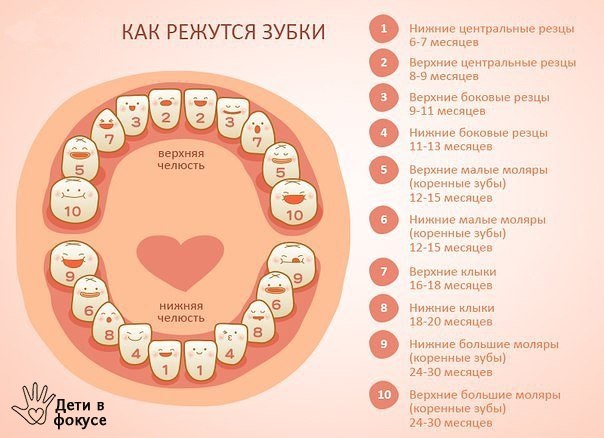 КАК РЕЖУТСЯ ЗУБКИ
3 2 2 3
7 7
5 5
10 10
верхняя
челюсть
9 9
6 6
8 8
4 1 1 4
нижняя
челюсть
Дети в
фокусе
1 Нижние центральные резцы
6-7 месяцев
2 Верхние центральные резцы
8-9 месяцев
3 Верхние боковые резцы
9-11 месяцев
4 Нижние боковые резцы
11-13 месяцев
5 Верхние малые моляры
(коренные зубы)
12-15 месяцев
6 Нижние малые моляры
(коренные зубы)
12-15 месяцев
7 Верхние клыки
16-18 месяцев
8 Нижние клыки
18-20 месяцев
9 Нижние большие моляры
(коренные зубы)
24-30 месяцев
10 Верхние большие моляры
(коренные зубы)
24-30 месяцев